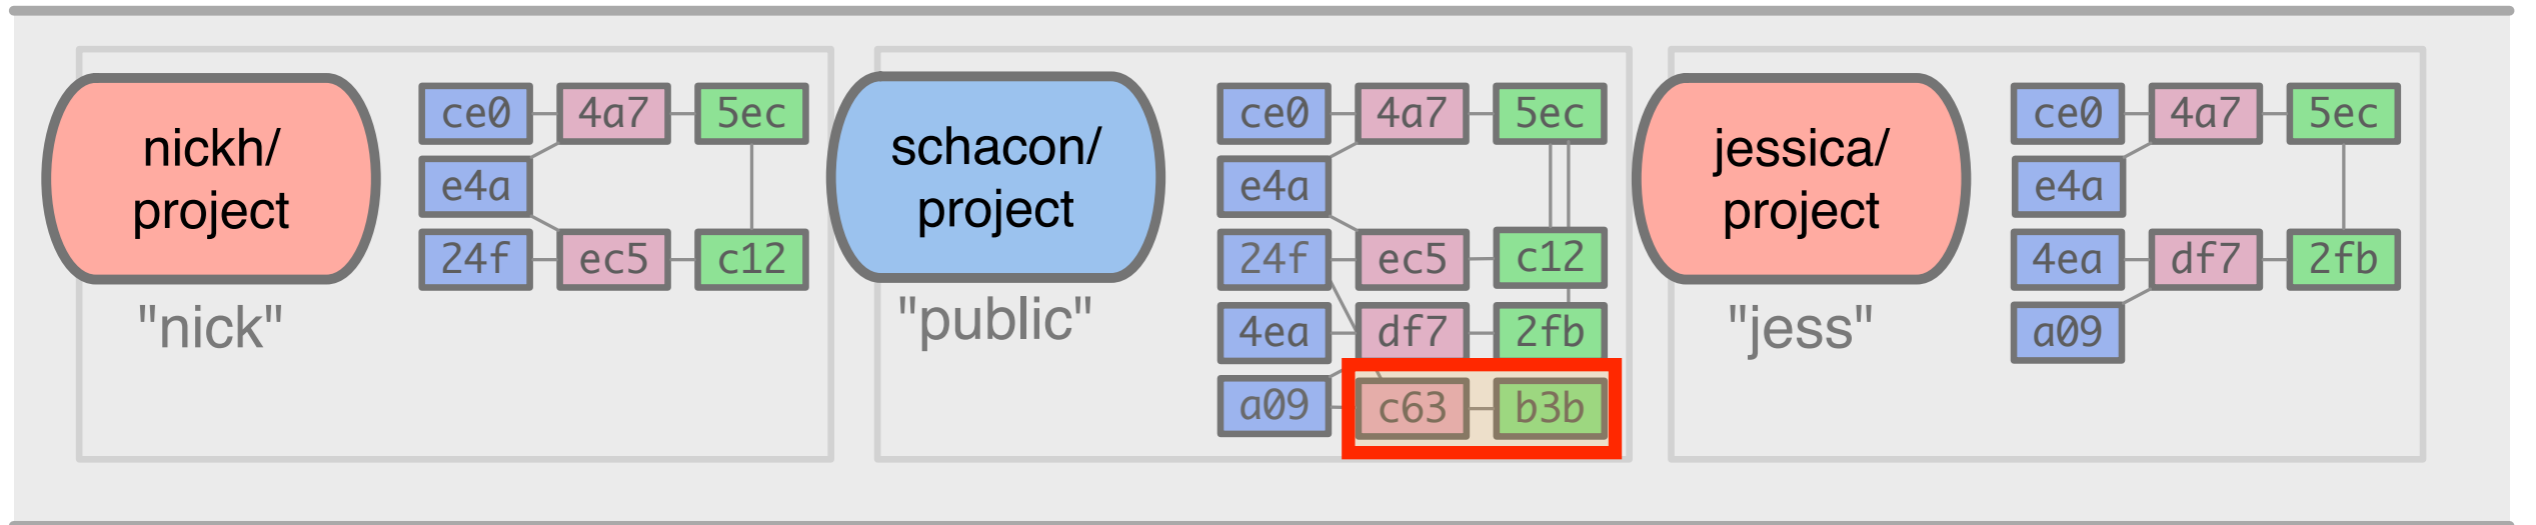 nickh/
project
"nick"
ce0 4a7 5ec
e4a
24f ec5 c12
schacon/
project
"public"
ce0 4a7 5ec
e4a
24f ec5 c12
4ea df7 2fb
a09 c63 b3b
jessica/
project
"jess"
ce0 4a7 5ec
e4a
4ea df7 2fb
a09